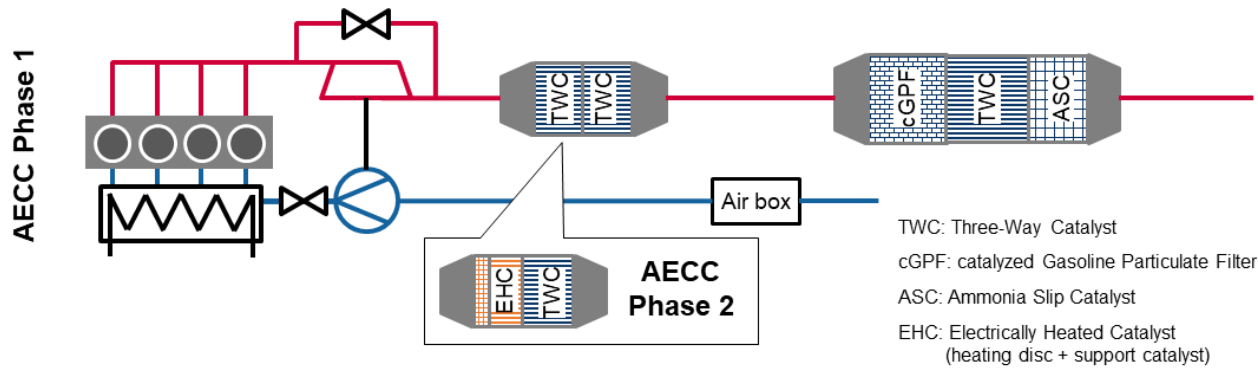 AECC Phase 1
TWC
TWC
cGPF
TWC
ASC
Air box
EHC
TWC
AECC
Phase 2
TWC: Three-Way Catalyst
cGPF: catalyzed Gasoline Particulate Filter
ASC: Ammonia Slip Catalyst
EHC: Electrically Heated Catalyst
(heating disc + support catalyst)